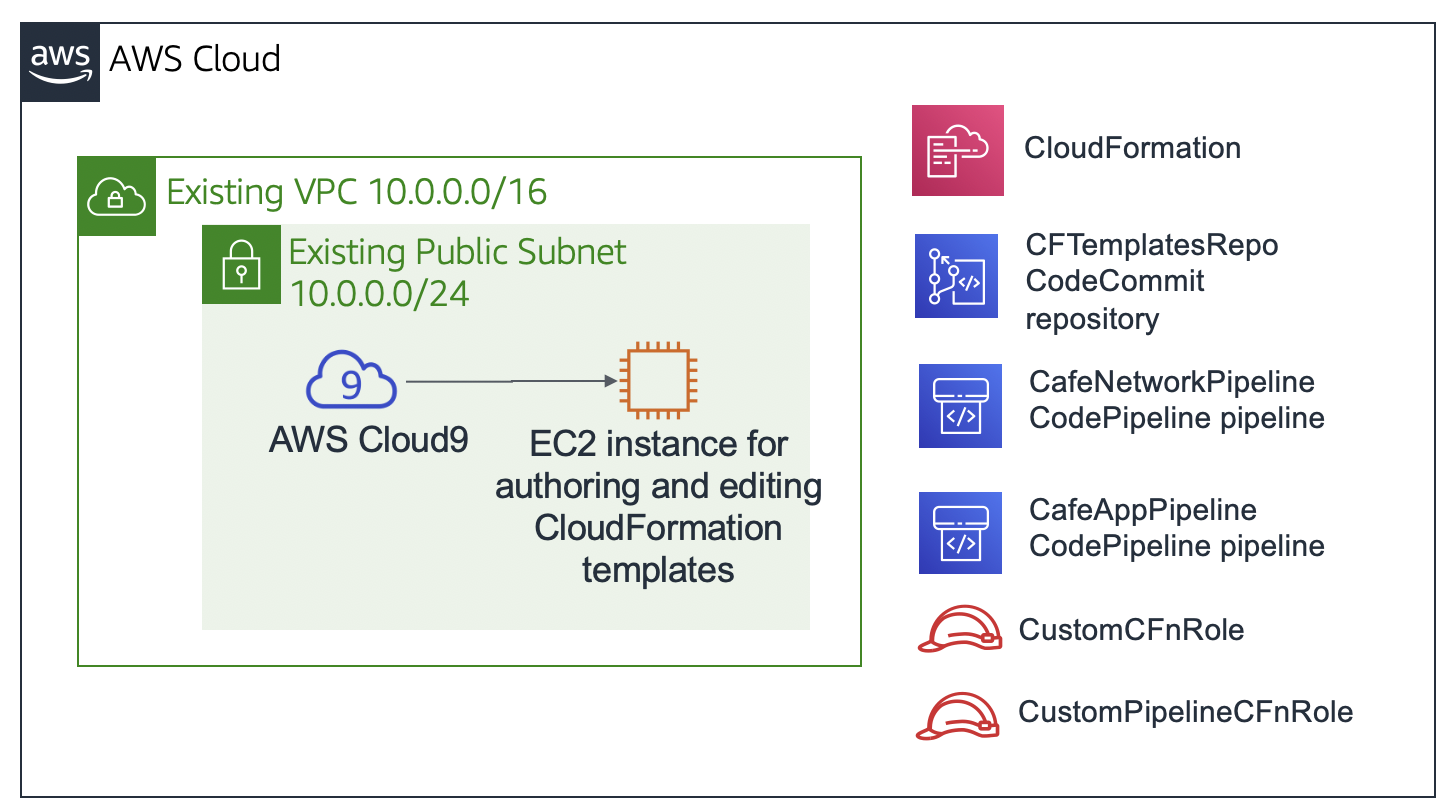 aws
AWS Cloud
Existing VPC 10.0.0.0/16
Existing Public Subnet
10.0.0.0/24
9
AWS Cloud9
EC2 instance for
authoring and editing
CloudFormation
templates
CloudFormation
CFTemplatesRepo
CodeCommit
repository
</>
CafeNetworkPipeline
CodePipeline pipeline
</>
CafeAppPipeline
CodePipeline pipeline
</>
CustomCFnRole
CustomPipelineCFnRole